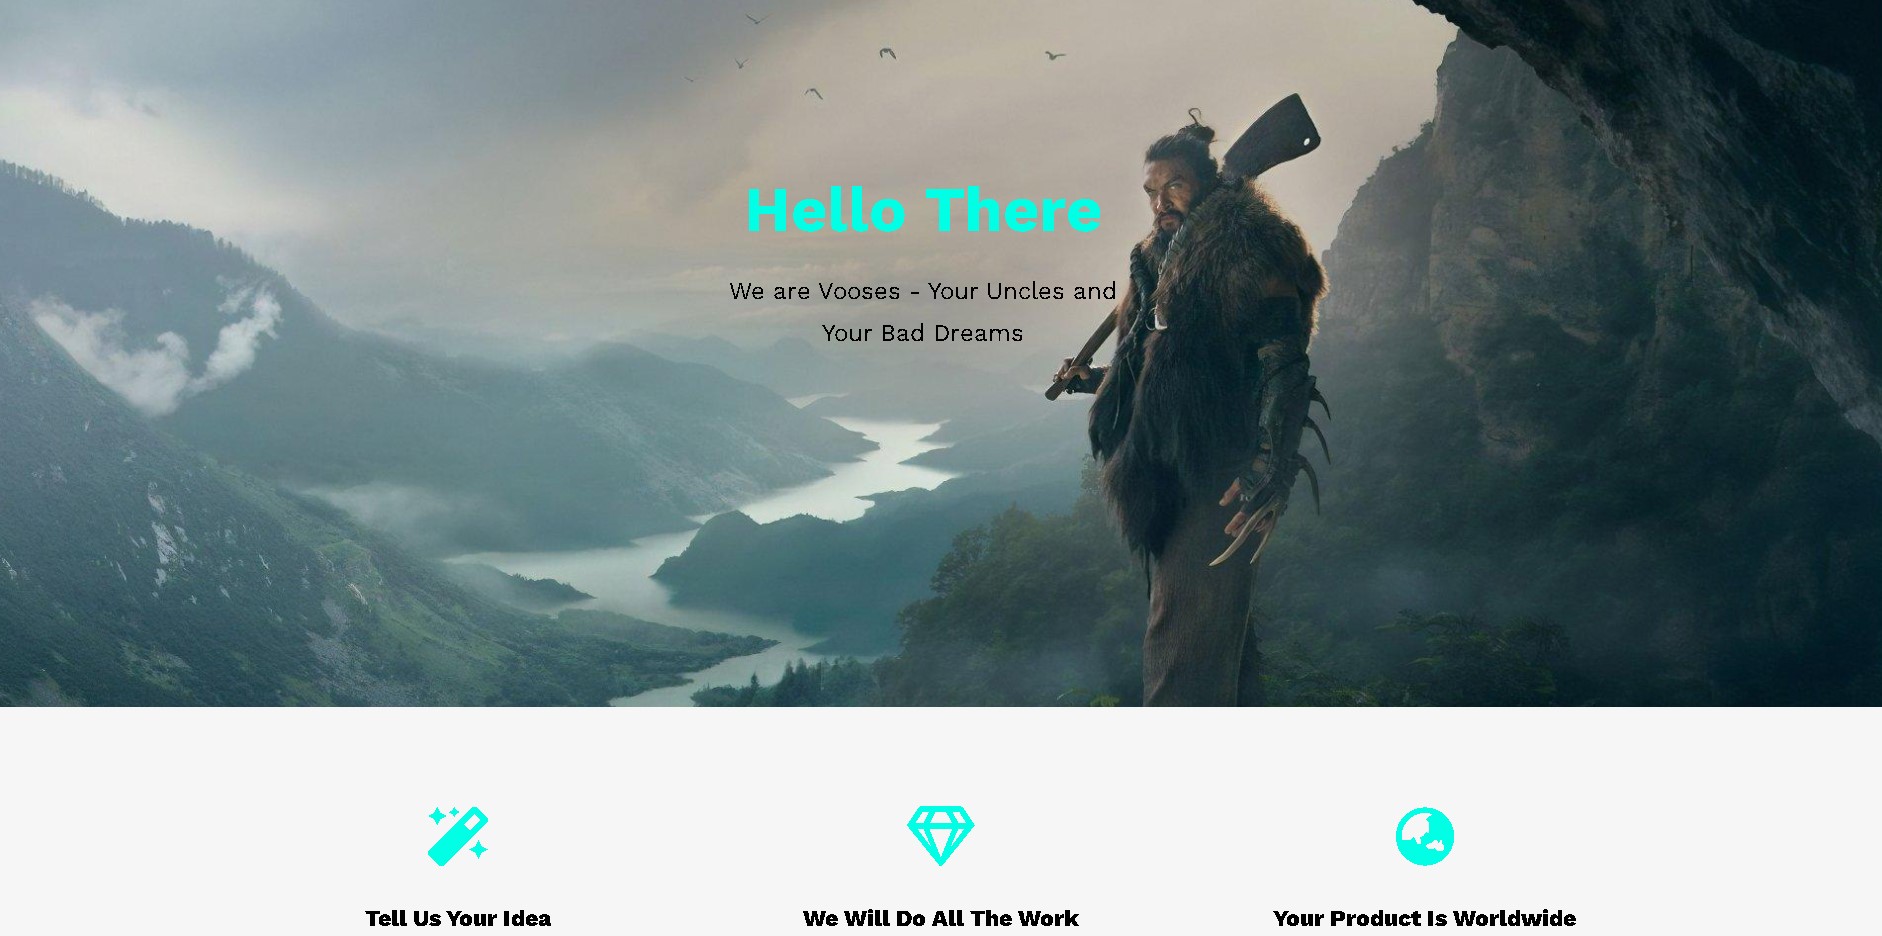 Hello There
We are Vooses - Your Uncles and
Your Bad Dreams
Tell Us Your Idea
We Will Do All The Work
Your Product Is Worldwide